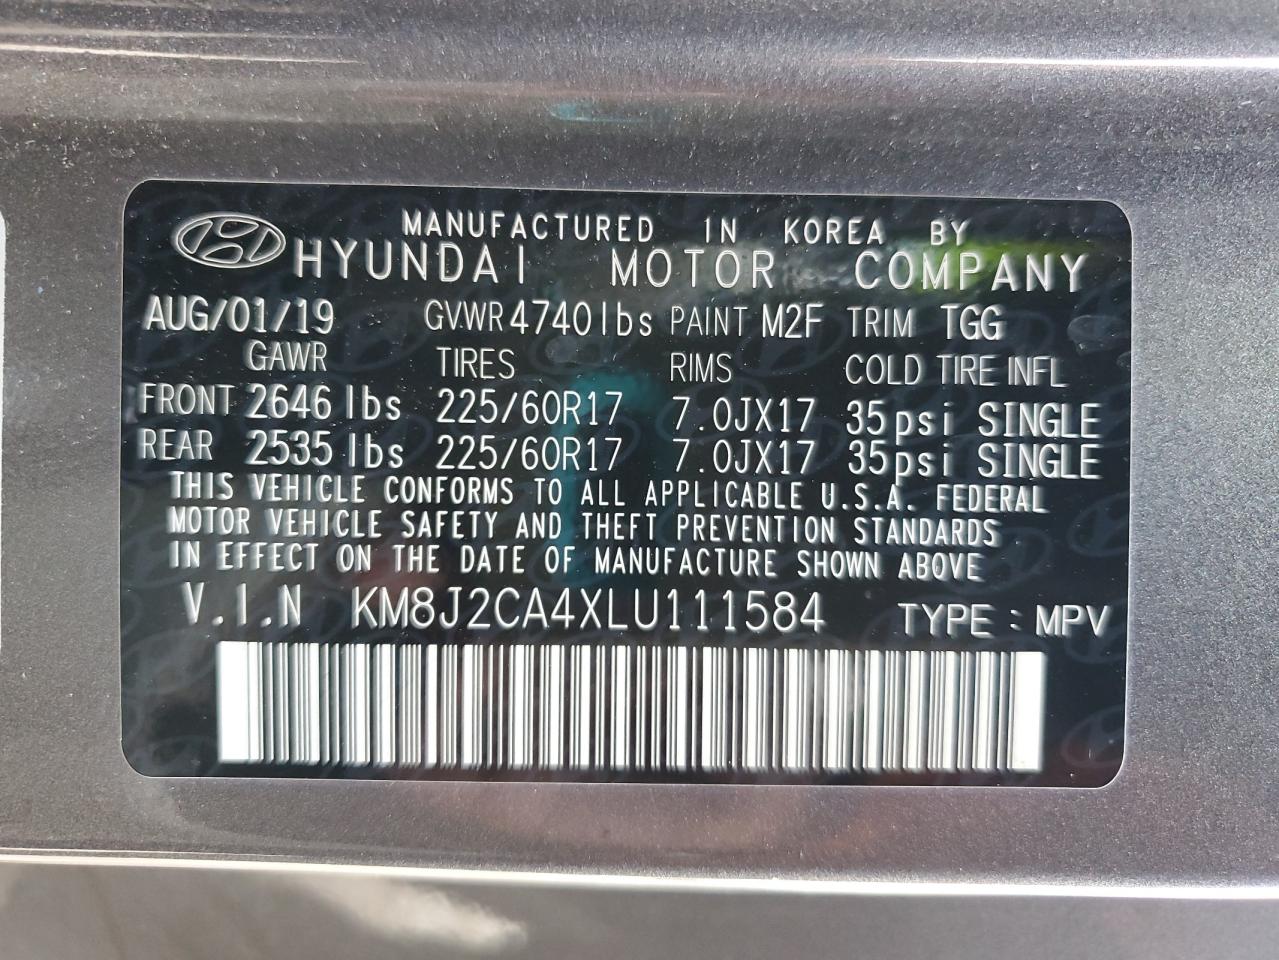 MANUFACTURED IN KOREA BY
HYUNDAI MOTOR COMPANY
AUG/01/19 GVWR 4740 lbs PAINT M2F TRIM TGG
GAWR TIRES RIMS COLD TIRE INFL
FRONT 2646 lbs 225/60R17 7.0JX17 35psi SINGLE
REAR 2535 lbs 225/60R17 7.0JX17 35psi SINGLE
THIS VEHICLE CONFORMS TO ALL APPLICABLE U.S.A. FEDERAL
MOTOR VEHICLE SAFETY AND THEFT PREVENTION STANDARDS
IN EFFECT ON THE DATE OF MANUFACTURE SHOWN ABOVE
V.I.N KM8J2CA4XLU111584 TYPE : MPV